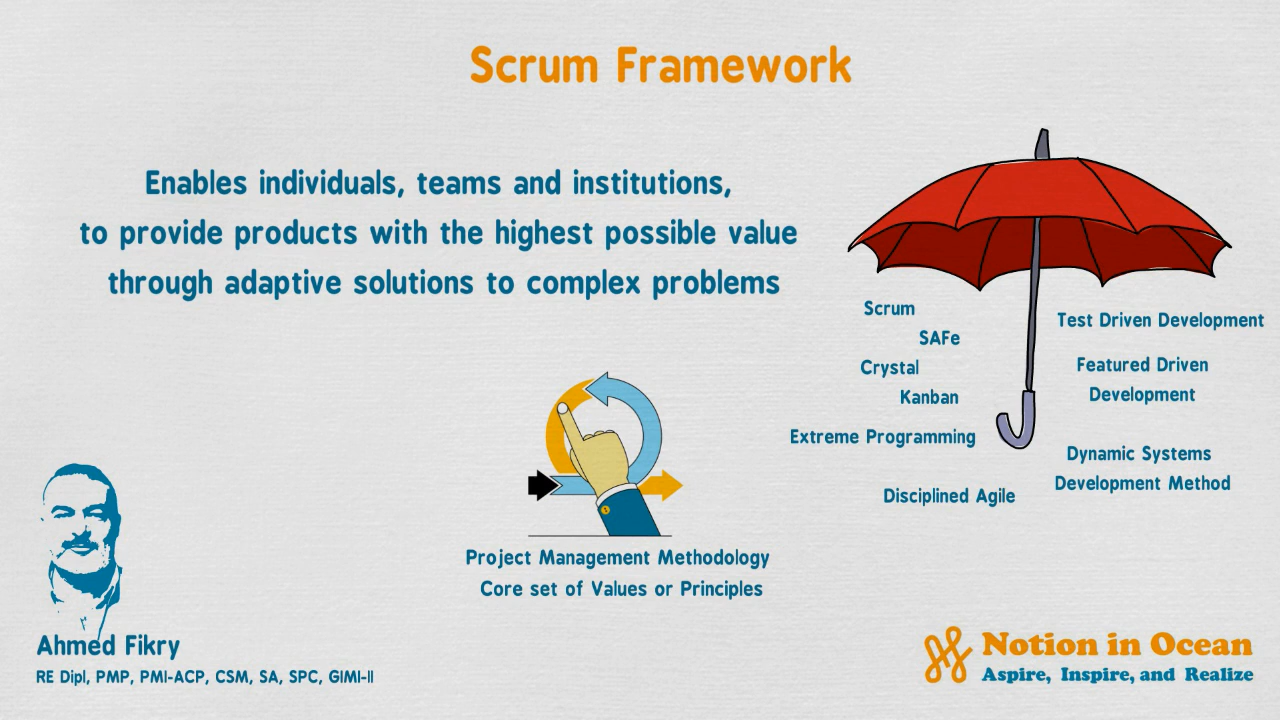 Scrum Framework
Enables individuals, teams and institutions,
to provide products with the highest possible value
through adaptive solutions to complex problems
Scrum
SAFe
Crystal
Kanban
Extreme Programming
Disciplined Agile
Test Driven Development
Featured Driven
Development
Dynamic Systems
Development Method
Project Management Methodology
Core set of Values or Principles
Ahmed Fikry
RE Dipl, PMP, PMI-ACP, CSM, SA, SPC, GIMI-II
Notion in Ocean
Aspire, Inspire, and Realize